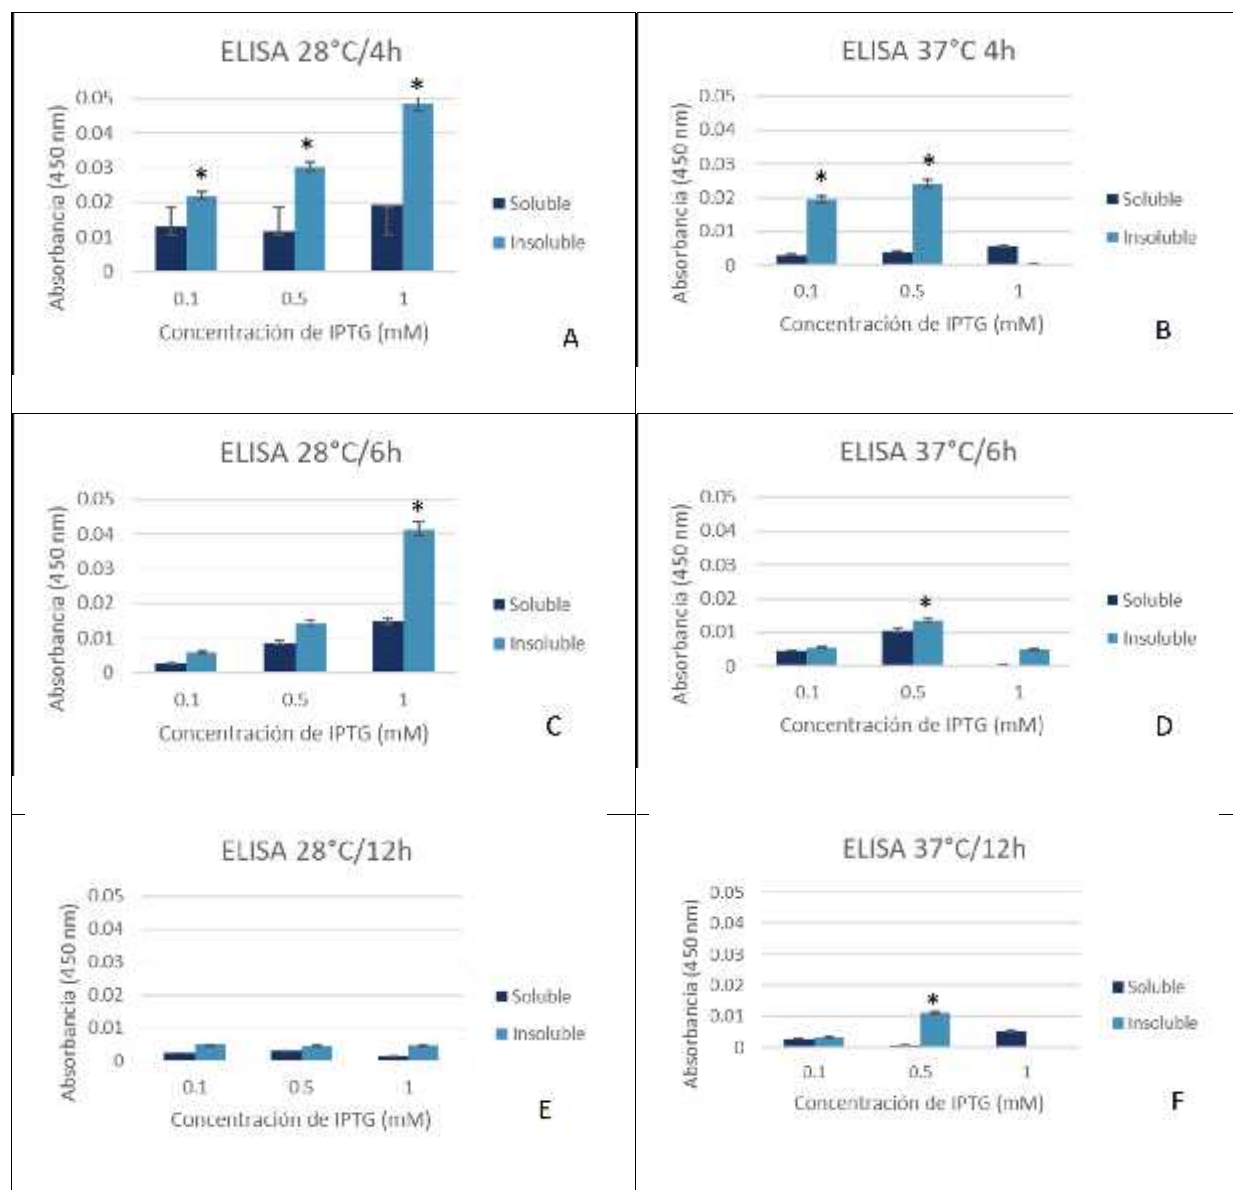 ELISA 28°C/4h
*
*
*
0.05
0.04
0.03
0.02
0.01
0
Absorbancia (450 nm)
Soluble
Insoluble
0.1 0.5 1
Concentración de IPTG (mM)
A
ELISA 37°C 4h
*
*
0.05
0.04
0.03
0.02
0.01
0
Absorbancia (450 nm)
Soluble
Insoluble
0.1 0.5 1
Concentración de IPTG (mM)
B
ELISA 28°C/6h
*
0.05
0.04
0.03
0.02
0.01
0
Absorbancia (450 nm)
Soluble
Insoluble
0.1 0.5 1
Concentración de IPTG (mM)
C
ELISA 37°C/6h
*
0.05
0.04
0.03
0.02
0.01
0
Absorbancia (450 nm)
Soluble
Insoluble
0.1 0.5 1
Concentración de IPTG (mM)
D
ELISA 28°C/12h
0.05
0.04
0.03
0.02
0.01
0
Absorbancia (450 nm)
Soluble
Insoluble
0.1 0.5 1
Concentración de IPTG (mM)
E
ELISA 37°C/12h
*
0.05
0.04
0.03
0.02
0.01
0
Absorbancia (450 nm)
Soluble
Insoluble
0.1 0.5 1
Concentración de IPTG (mM)
F